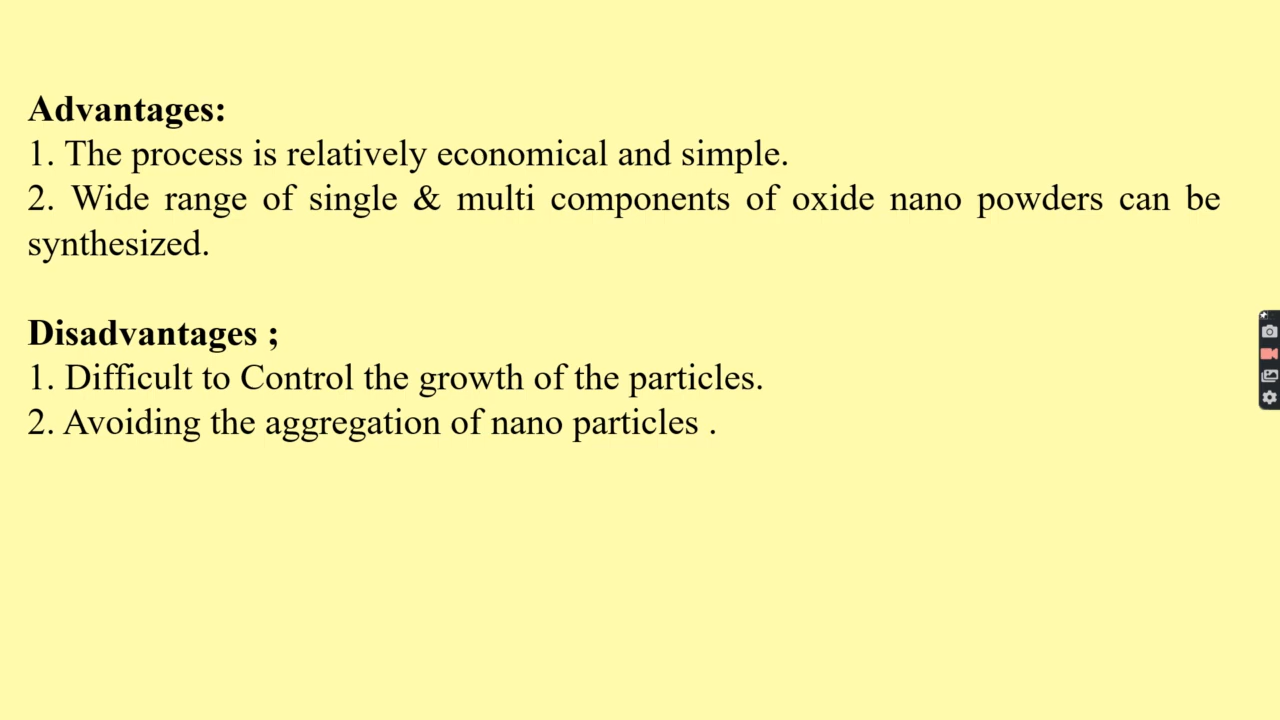 Advantages:
1. The process is relatively economical and simple.
2. Wide range of single & multi components of oxide nano powders can be
synthesized.
Disadvantages ;
1. Difficult to Control the growth of the particles.
2. Avoiding the aggregation of nano particles .